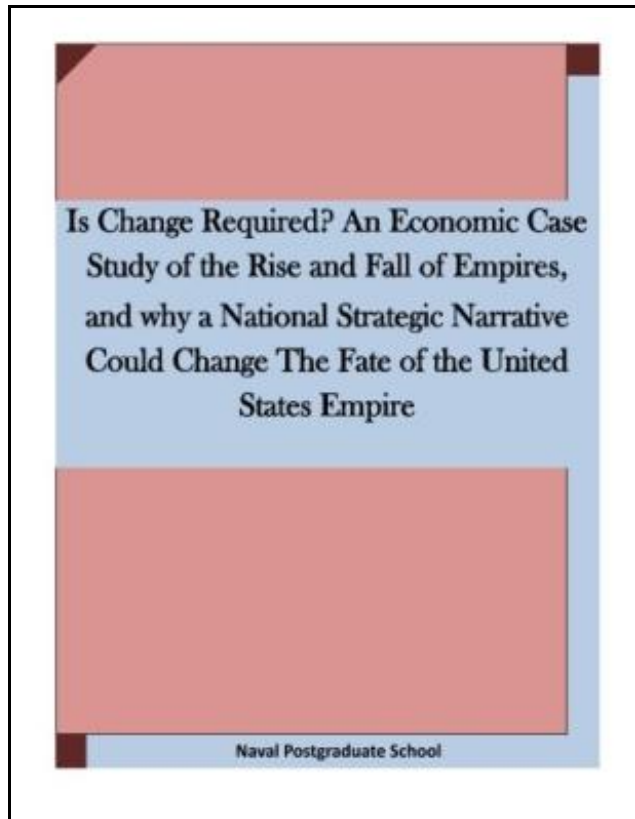 Is Change Required? An Economic Case
Study of the Rise and Fall of Empires,
and why a National Strategic Narrative
Could Change The Fate of the United
States Empire
Naval Postgraduate School